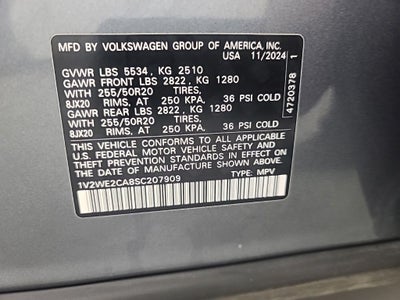 MFD BY VOLKSWAGEN GROUP OF AMERICA, INC.
USA 11/2024 1
GVWR LBS 5534, KG 2510
GAWR FRONT LBS 2822, KG 1280
WITH 255/50R20 TIRES,
8JX20 RIMS, AT 250 KPA, 36 PSI COLD
GAWR REAR LBS 2822, KG 1280
WITH 255/50R20 TIRES,
8JX20 RIMS, AT 250 KPA, 36 PSI COLD
THIS VEHICLE CONFORMS TO ALL APPLICABLE
U.S. FEDERAL MOTOR VEHICLE SAFETY AND
THEFT PREVENTION STANDARDS IN EFFECT
ON THE DATE OF MANUFACTURE SHOWN ABOVE.
1V2WE2CA8SC207909 TYPE: MPV
4720378